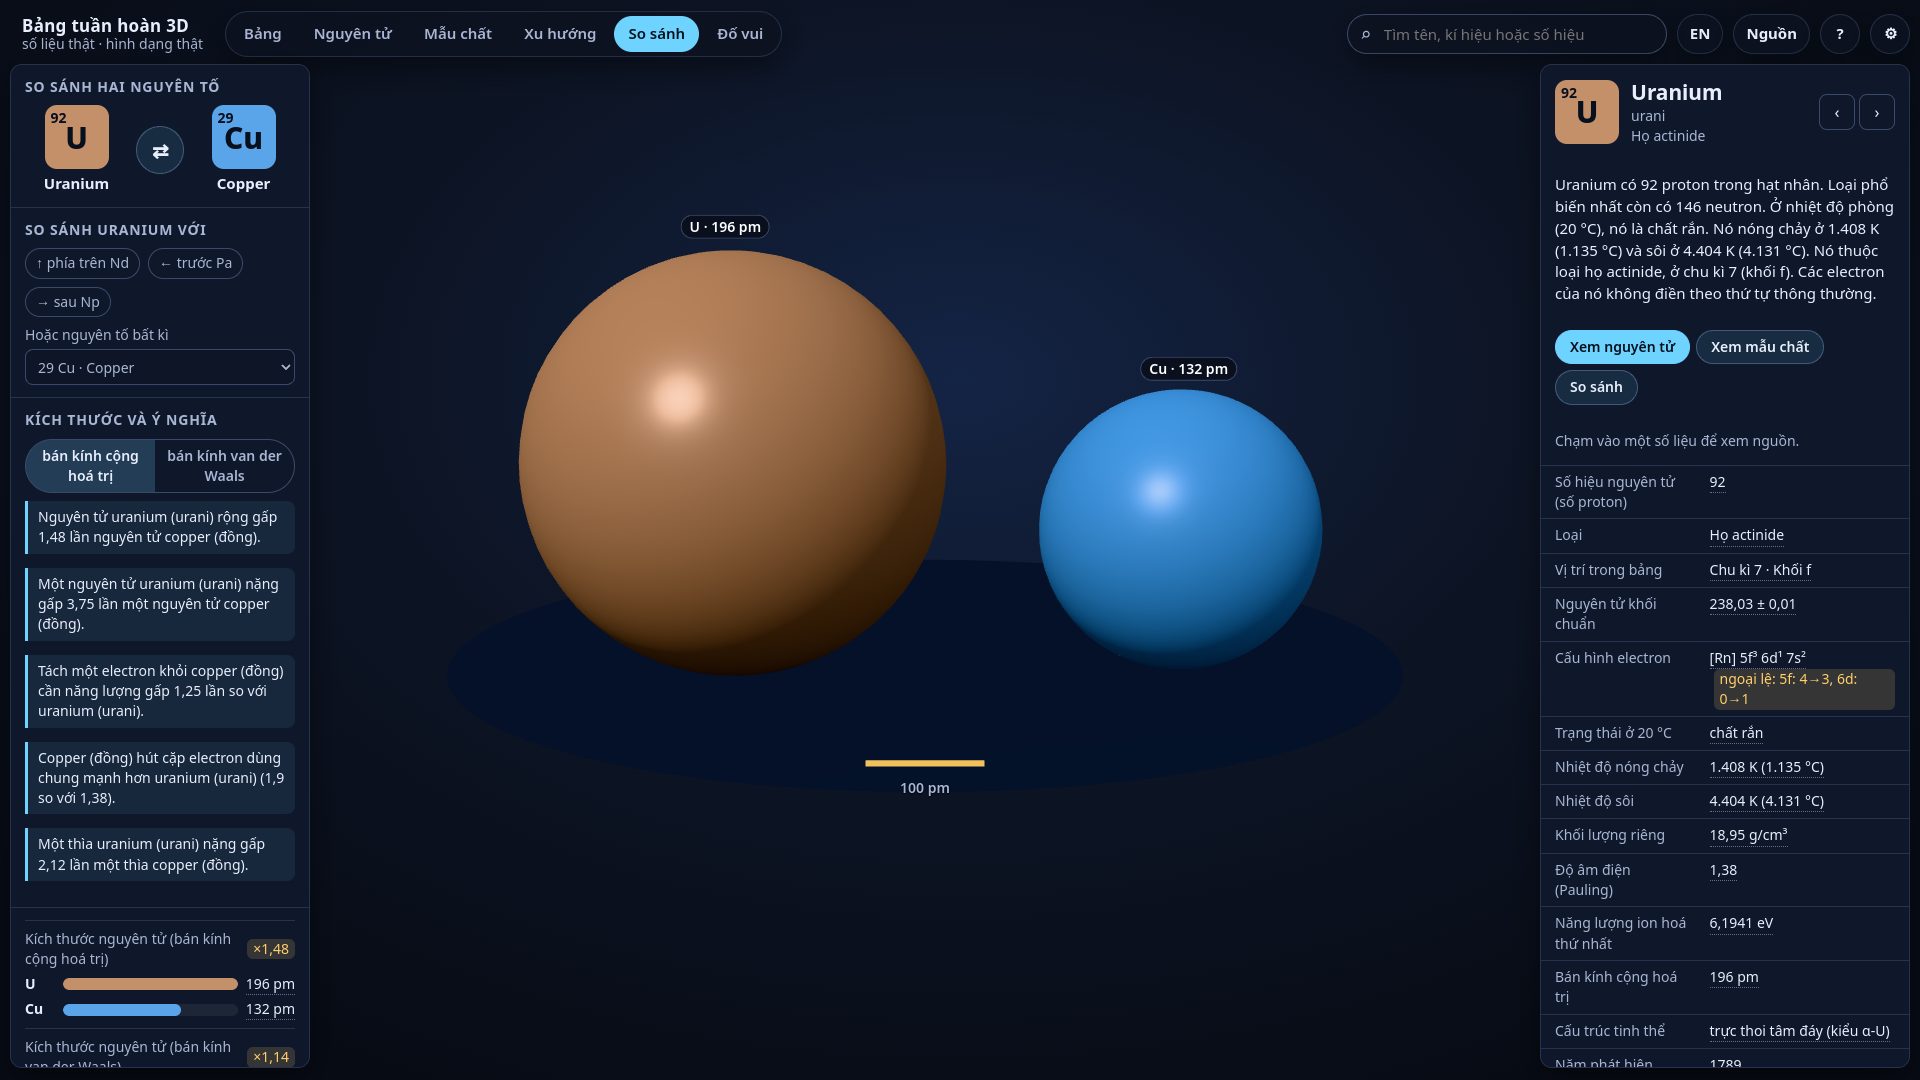 Bảng tuần hoàn 3D
số liệu thật · hình dạng thật
Bảng
Nguyên tử
Mẫu chất
Xu hướng
So sánh
Đố vui
Tìm tên, kí hiệu hoặc số hiệu
EN
Nguồn
?
SO SÁNH HAI NGUYÊN TỐ
92
U
Uranium
⇄
29
Cu
Copper
SO SÁNH URANIUM VỚI
↑ phía trên Nd
← trước Pa
→ sau Np
Hoặc nguyên tố bất kì
29 Cu · Copper
KÍCH THƯỚC VÀ Ý NGHĨA
bán kính cộng
hoá trị
bán kính van der
Waals
Nguyên tử uranium (urani) rộng gấp
1,48 lần nguyên tử copper (đồng).
Một nguyên tử uranium (urani) nặng
gấp 3,75 lần một nguyên tử copper
(đồng).
Tách một electron khỏi copper (đồng)
cần năng lượng gấp 1,25 lần so với
uranium (urani).
Copper (đồng) hút cặp electron dùng
chung mạnh hơn uranium (urani) (1,9
so với 1,38).
Một thìa uranium (urani) nặng gấp
2,12 lần một thìa copper (đồng).
Kích thước nguyên tử (bán kính
cộng hoá trị)
×1,48
U
196 pm
Cu
132 pm
Kích thước nguyên tử (bán kính
van der Waals)
×1,14
U · 196 pm
Cu · 132 pm
100 pm
92
U
Uranium
urani
Họ actinide
‹
›
Uranium có 92 proton trong hạt nhân. Loại phổ
biến nhất còn có 146 neutron. Ở nhiệt độ phòng
(20 °C), nó là chất rắn. Nó nóng chảy ở 1.408 K
(1.135 °C) và sôi ở 4.404 K (4.131 °C). Nó thuộc
loại họ actinide, ở chu kì 7 (khối f). Các electron
của nó không điền theo thứ tự thông thường.
Xem nguyên tử
Xem mẫu chất
So sánh
Chạm vào một số liệu để xem nguồn.
Số hiệu nguyên tử
(số proton)
92
Loại
Họ actinide
Vị trí trong bảng
Chu kì 7 · Khối f
Nguyên tử khối
chuẩn
238,03 ± 0,01
Cấu hình electron
[Rn] 5f³ 6d¹ 7s²
ngoại lệ: 5f: 4→3, 6d:
0→1
Trạng thái ở 20 °C
chất rắn
Nhiệt độ nóng chảy
1.408 K (1.135 °C)
Nhiệt độ sôi
4.404 K (4.131 °C)
Khối lượng riêng
18,95 g/cm³
Độ âm điện
(Pauling)
1,38
Năng lượng ion hoá
thứ nhất
6,1941 eV
Bán kính cộng hoá
trị
196 pm
Cấu trúc tinh thể
trực thoi tâm đáy (kiểu α-U)
Năm phát hiện
1789